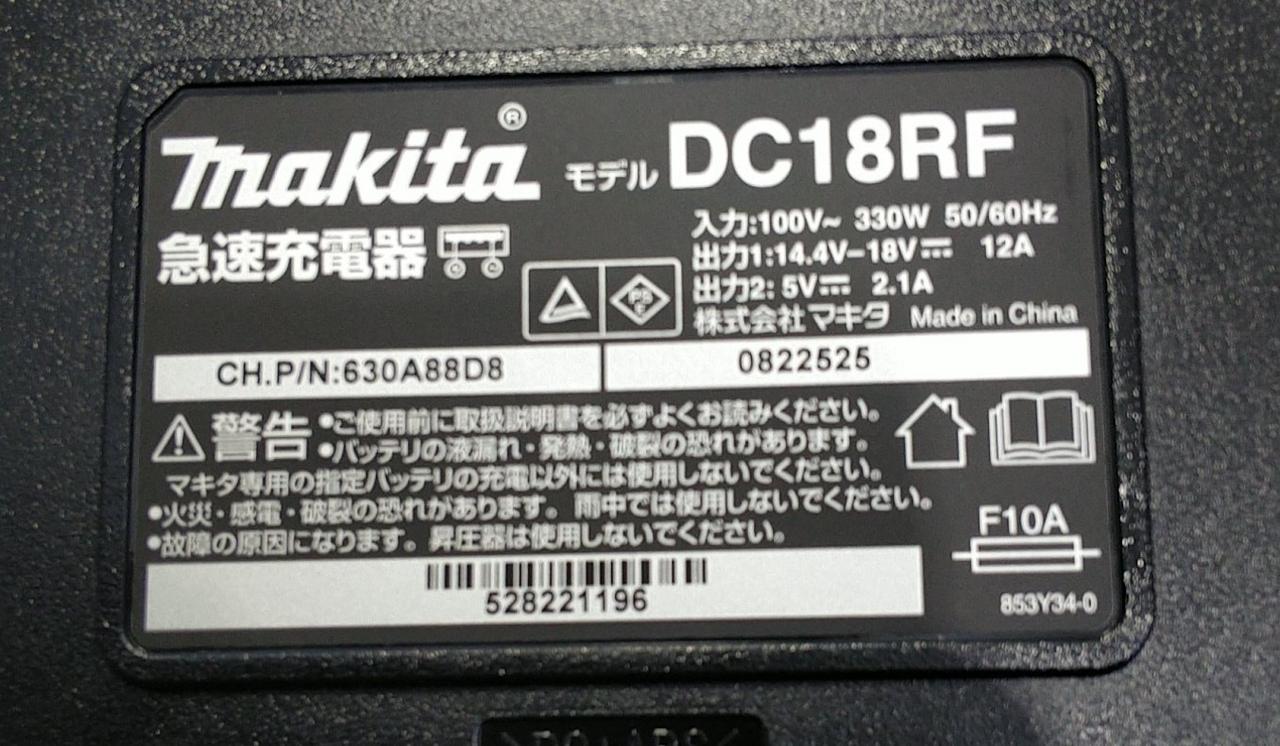 makita®
モデル DC18RF
急速充電器
入力:100V~ 330W 50/60Hz
出力1:14.4V-18V⎓ 12A
出力2: 5V⎓ 2.1A
PS
E
株式会社マキタ Made in China
CH.P/N:630A88D8
0822525
警告 •ご使用前に取扱説明書を必ずよくお読みください。
•バッテリの液漏れ・発熱・破裂の恐れがあります。
マキタ専用の指定バッテリの充電以外には使用しないでください。
•火災・感電・破裂の恐れがあります。雨中では使用しないでください。
•故障の原因になります。昇圧器は使用しないでください。
F10A
528221196
853Y34-0